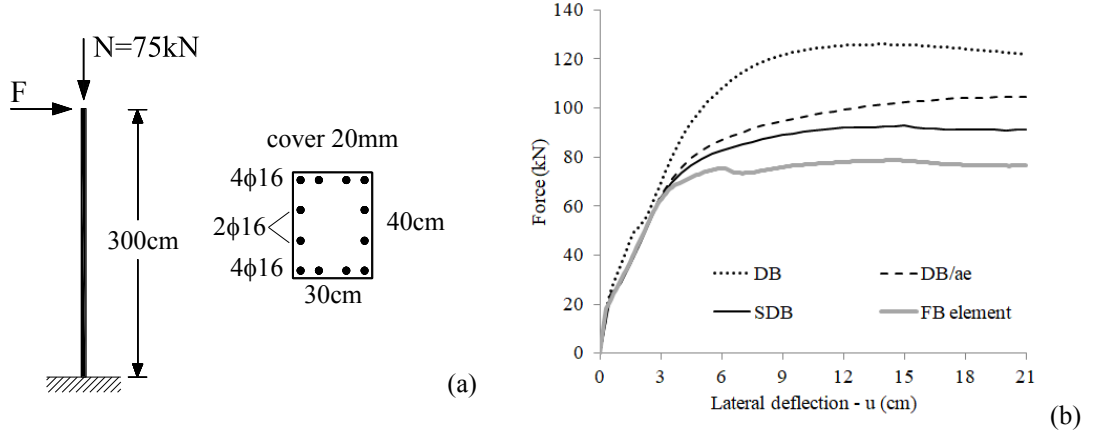 N=75kN
F
300cm
cover 20mm
4ϕ16
2ϕ16
4ϕ16
40cm
30cm
(a)
140
120
100
80
60
40
20
0
Force (kN)
DB
DB/ae
SDB
FB element
0 3 6 9 12 15 18 21
Lateral deflection - u (cm)
(b)